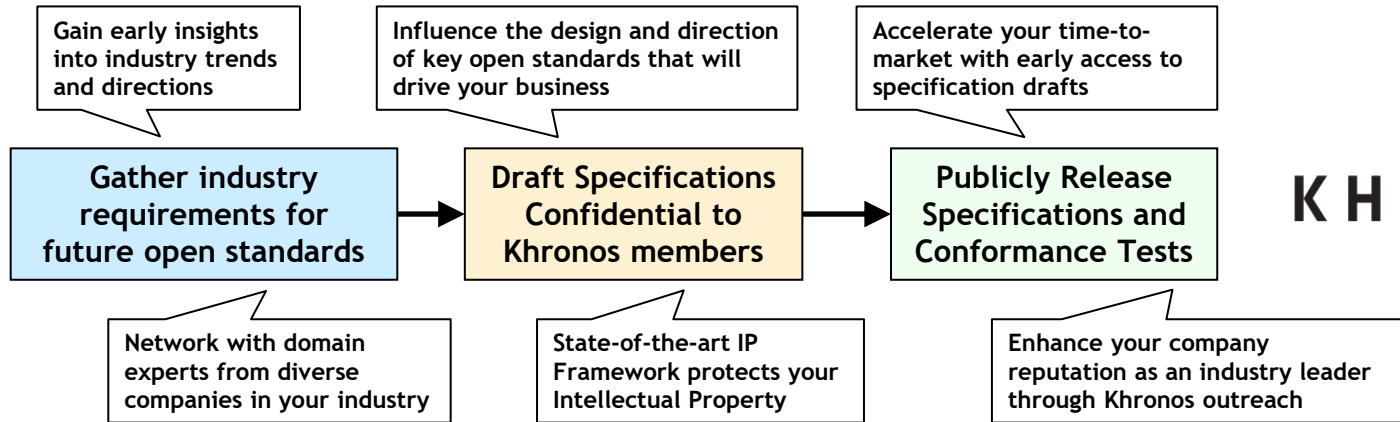 Gain early insights
into industry trends
and directions
Influence the design and direction
of key open standards that will
drive your business
Accelerate your time-to-
market with early access to
specification drafts
Gather industry
requirements for
future open standards
Draft Specifications
Confidential to
Khronos members
Publicly Release
Specifications and
Conformance Tests
K H
Network with domain
experts from diverse
companies in your industry
State-of-the-art IP
Framework protects your
Intellectual Property
Enhance your company
reputation as an industry leader
through Khronos outreach